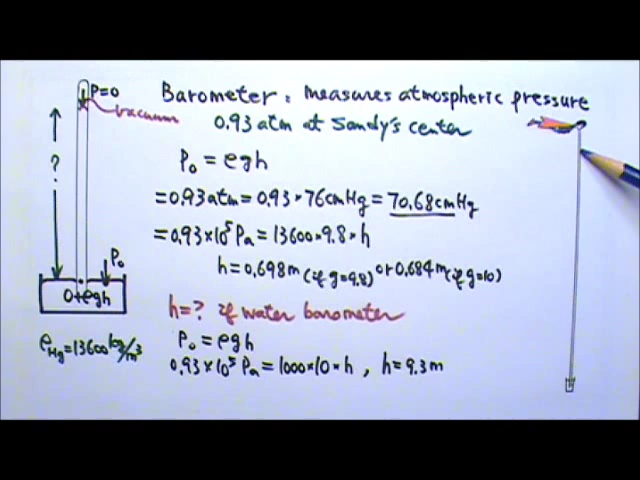 P=0
vacuum
Barometer : measures atmospheric pressure
0.93 atm at Sandy's center
?
P₀ = ρgh
= 0.93 atm = 0.93 * 76 cmHg = 70.68 cmHg
= 0.93 × 10⁵ Pa = 13600 * 9.8 * h
h = 0.698 m (if g=9.8) or 0.684 m (if g=10)
P₀
0+ρgh
h = ? if water barometer
ρHg = 13600 kg/m³
P₀ = ρgh
0.93 × 10⁵ Pa = 1000 * 10 * h , h = 9.3 m